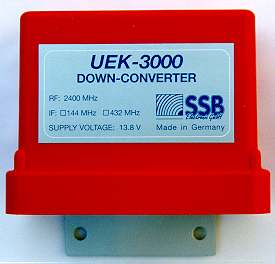 UEK-3000
DOWN-CONVERTER
RF: 2400 MHz
IF: □144 MHz □432 MHz
SUPPLY VOLTAGE: 13.8 V
SSB
Electronic GmbH
Made in Germany